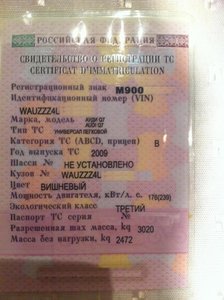 РОССИЙСКАЯ ФЕДЕРАЦИЯ
СВИДЕТЕЛЬСТВО О РЕГИСТРАЦИИ ТС
CERTIFICAT D'IMMATRICULATION
Регистрационный знак М900
Идентификационный номер (VIN)
WAUZZZ4L
Марка, модель АУДИ Q7
AUDI Q7
Тип ТС УНИВЕРСАЛ ЛЕГКОВОЙ
Категория ТС (ABCD, прицеп) B
Год выпуска ТС 2009
Шасси № НЕ УСТАНОВЛЕНО
Кузов № WAUZZZ4L
Цвет ВИШНЕВЫЙ
Мощность двигателя, кВт/л. с. 176(239)
Экологический класс ТРЕТИЙ
Паспорт ТС серия №
Разрешенная max масса, kg 3020
Масса без нагрузки, kg 2472